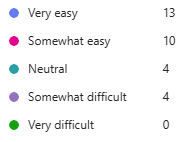 Very easy 13
Somewhat easy 10
Neutral 4
Somewhat difficult 4
Very difficult 0